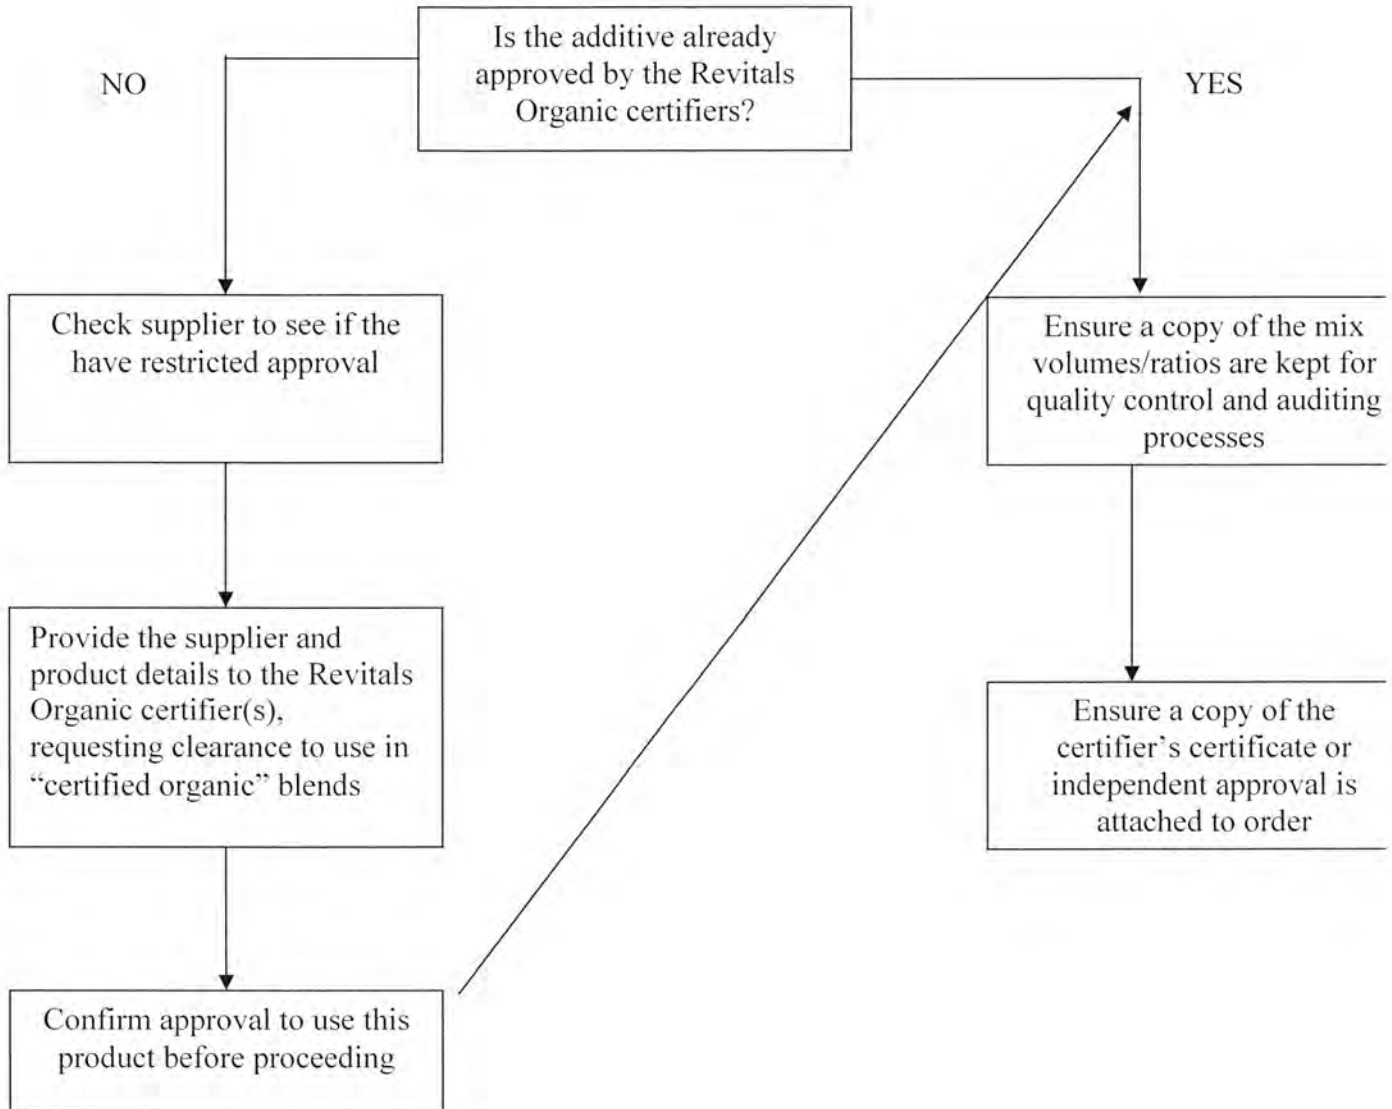 Is the additive already
approved by the Revitals
Organic certifiers?
NO
YES
Check supplier to see if the
have restricted approval
Ensure a copy of the mix
volumes/ratios are kept for
quality control and auditing
processes
Provide the supplier and
product details to the Revitals
Organic certifier(s),
requesting clearance to use in
“certified organic” blends
Ensure a copy of the
certifier’s certificate or
independent approval is
attached to order
Confirm approval to use this
product before proceeding